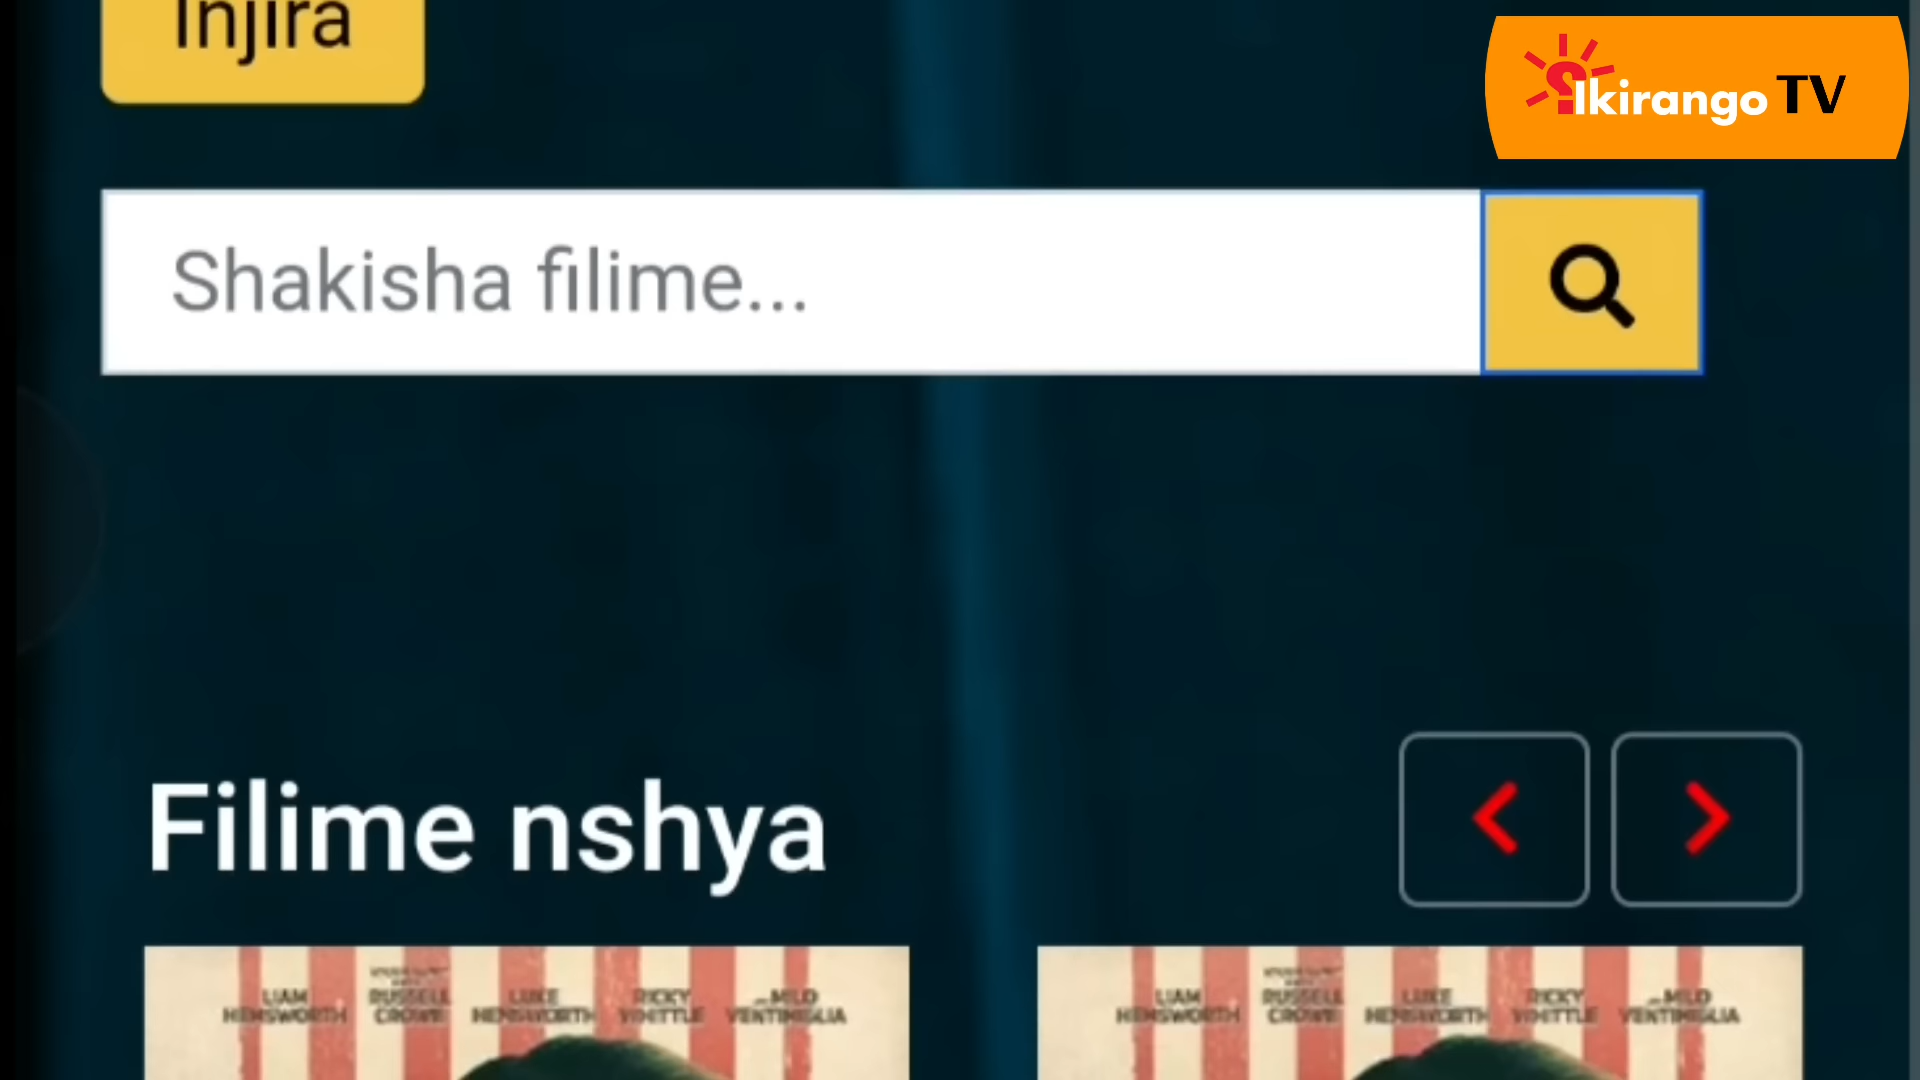 Injira
Ikirango TV
Shakisha filime...
Filime nshya
LIAM HEMSWORTH
RUSSELL CROWE
LUKE HEMSWORTH
RICKY WHITTLE
MILO VENTIMIGLIA
LIAM HEMSWORTH
RUSSELL CROWE
LUKE HEMSWORTH
RICKY WHITTLE
MILO VENTIMIGLIA